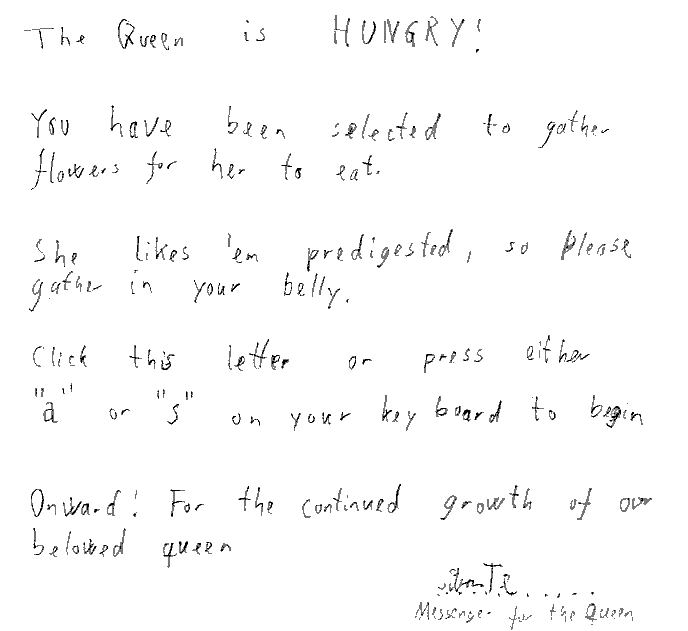 The Queen is HUNGRY!
You have been selected to gather
flowers for her to eat.
She likes 'em predigested, so please
gather in your belly.
Click this letter or press either
"a" or "s" on your keyboard to begin
Onward! For the continued growth of our
beloved queen
Messenger for the Queen